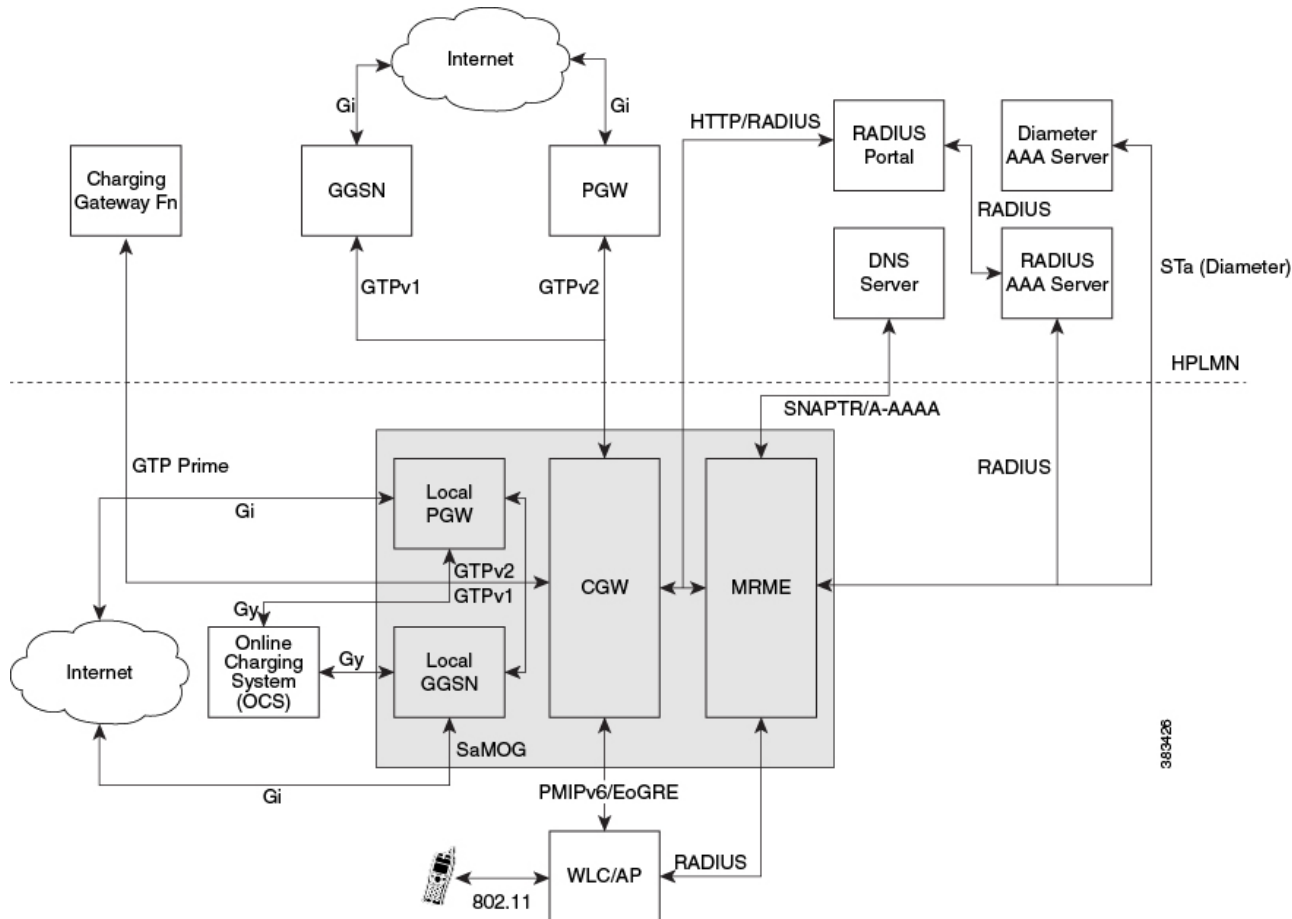 Internet
Gi
Gi
HTTP/RADIUS
Charging
Gateway Fn
GGSN
PGW
RADIUS
Portal
Diameter
AAA Server
RADIUS
DNS
Server
RADIUS
AAA Server
STa (Diameter)
GTPv1
GTPv2
HPLMN
SNAPTR/A-AAAA
GTP Prime
Gi
Local
PGW
RADIUS
GTPv2
GTPv1
CGW
MRME
Gy
Internet
Online
Charging
System
(OCS)
Gy
Local
GGSN
SaMOG
Gi
PMIPv6/EoGRE
WLC/AP
RADIUS
802.11
383426